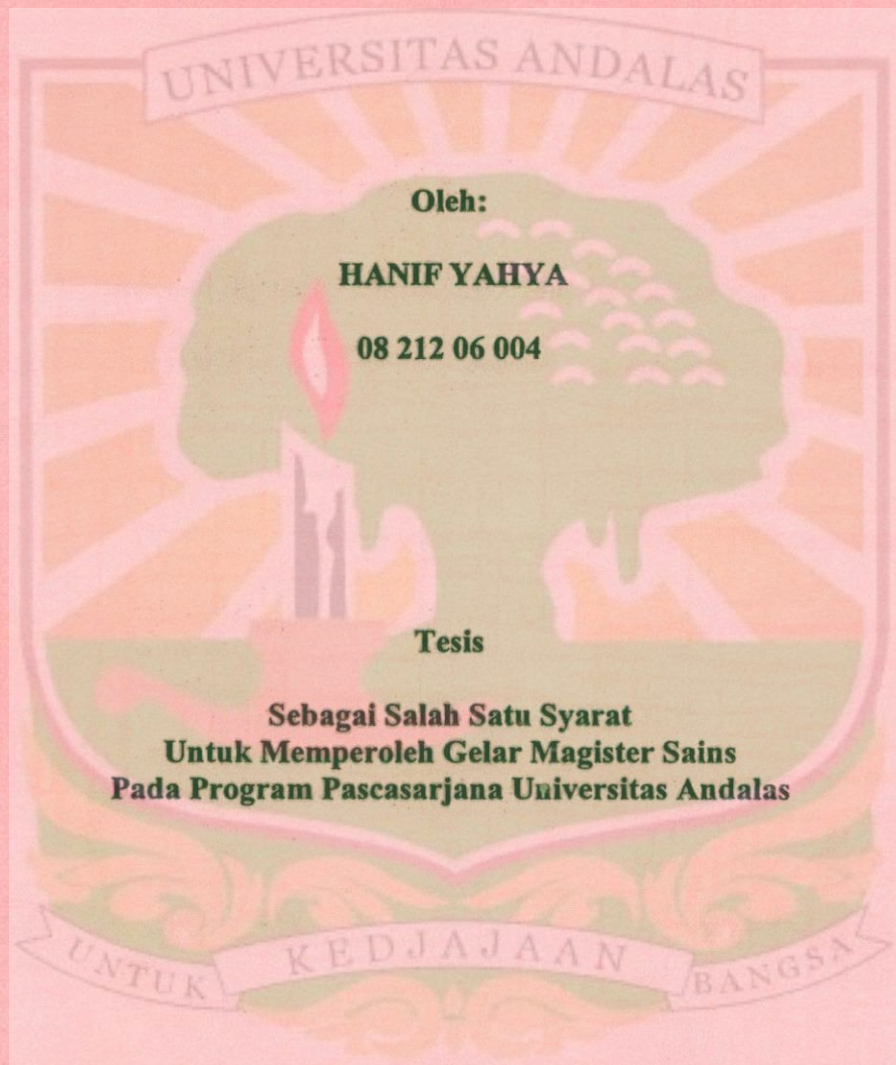 UNIVERSITAS ANDALAS
Oleh:
HANIF YAHYA
08 212 06 004
Tesis
Sebagai Salah Satu Syarat
Untuk Memperoleh Gelar Magister Sains
Pada Program Pascasarjana Universitas Andalas
UNTUK KEDJAJAAN BANGSA